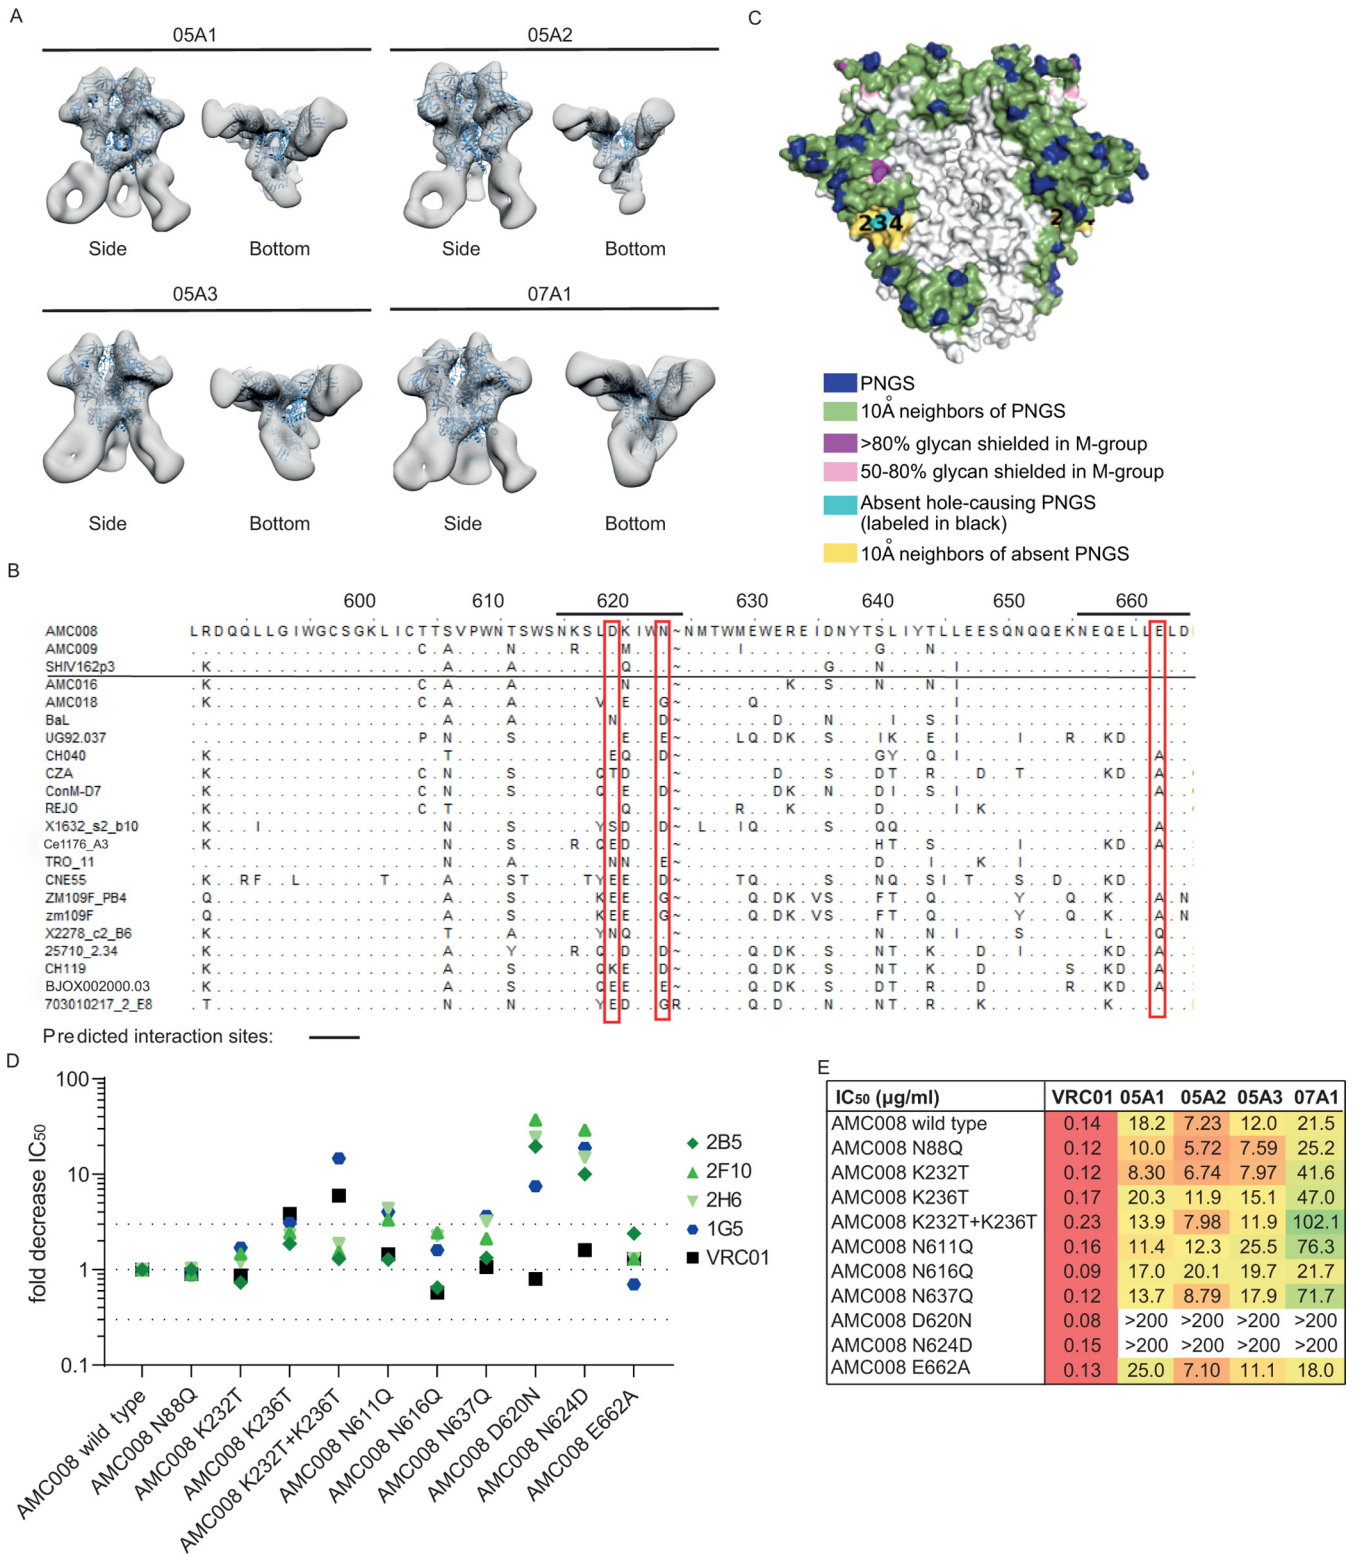 A
05A1
05A2
Side
Bottom
Side
Bottom
05A3
07A1
Side
Bottom
Side
Bottom
C
234
PNGS
10Å neighbors of PNGS
>80% glycan shielded in M-group
50-80% glycan shielded in M-group
Absent hole-causing PNGS
(labeled in black)
10Å neighbors of absent PNGS
B
600 610 620 630 640 650 660
AMC008 LRDQQLLGIWGCSGKLICTTSVPWNTSWSNKSLDKIWN~NMTWMEWEREIDNYTSLIYTLLEESQNQQEKNEQELLELD
AMC009 C A N R M ~ I G N
SHIV162p3 K A A Q ~ G N I
AMC016 K C A A N ~ K S N N I
AMC018 K C A A V E G ~ Q I
BaL A A N D ~ D N I S I
UG92.037 P N S E E ~ L Q D K S I K E I I R K D
CH040 K T E Q D ~ G Y Q I A
CZA K C N S Q T D ~ D S D T R D T K D A
ConM-D7 K C N S Q E D ~ D K N D I S I A
REJO K C T Q ~ R K D I K
X1632_s2_b10 K I N S Y S D D ~ L I Q S Q Q A
Ce1176_A3 K N S R Q E D ~ H T S I K D A
TRO_11 N A N N E ~ D I K I
CNE55 K R F L T A S T T Y E E D ~ T Q S N Q S I T S D K D
ZM109F_PB4 Q A S K E E G ~ Q D K V S F T Q Y Q K A N
zm109F Q A S K E E G ~ Q D K V S F T Q Y Q K A N
X2278_c2_B6 K T A Y N Q ~ N N I S L Q
25710_2.34 K A Y R Q D D ~ Q D K S N T K D I K D A
CH119 K A S Q K E D ~ Q D K S N T K D S K D A
BJOX002000.03 K A S Q E E E ~ Q D K S D T K D R K D A
703010217_2_E8 T N N Y E D G R Q D N N T R K K
Predicted interaction sites:
D
fold decrease IC50
100
10
1
0.1
2B5
2F10
2H6
1G5
VRC01
AMC008 wild type
AMC008 N88Q
AMC008 K232T
AMC008 K236T
AMC008 K232T+K236T
AMC008 N611Q
AMC008 N616Q
AMC008 N637Q
AMC008 D620N
AMC008 N624D
AMC008 E662A
E
IC50 (µg/ml) VRC01 05A1 05A2 05A3 07A1
AMC008 wild type 0.14 18.2 7.23 12.0 21.5
AMC008 N88Q 0.12 10.0 5.72 7.59 25.2
AMC008 K232T 0.12 8.30 6.74 7.97 41.6
AMC008 K236T 0.17 20.3 11.9 15.1 47.0
AMC008 K232T+K236T 0.23 13.9 7.98 11.9 102.1
AMC008 N611Q 0.16 11.4 12.3 25.5 76.3
AMC008 N616Q 0.09 17.0 20.1 19.7 21.7
AMC008 N637Q 0.12 13.7 8.79 17.9 71.7
AMC008 D620N 0.08 >200 >200 >200 >200
AMC008 N624D 0.15 >200 >200 >200 >200
AMC008 E662A 0.13 25.0 7.10 11.1 18.0